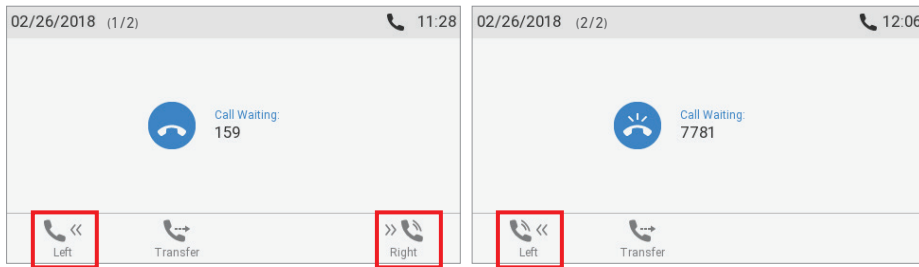 02/26/2018 (1/2) 11:28
Call Waiting:
159
Left Transfer Right
02/26/2018 (2/2) 12:06
Call Waiting:
7781
Left Transfer